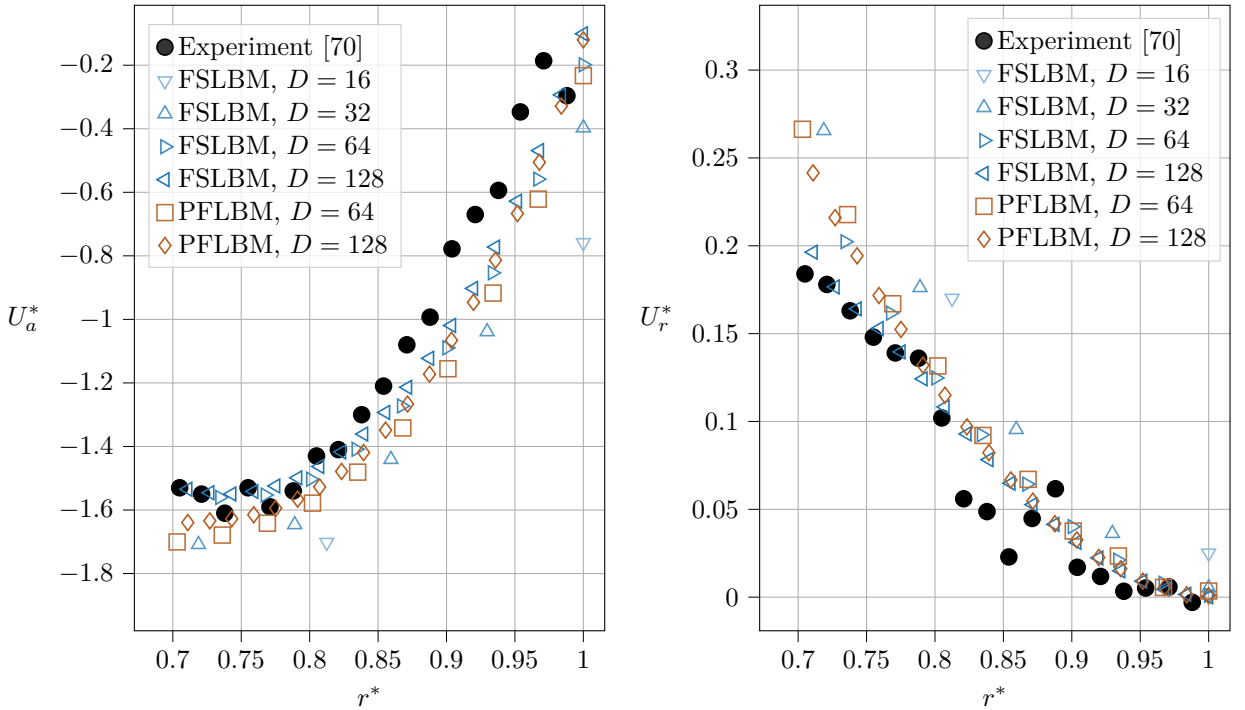 Experiment [70]
FSLBM, D = 16
FSLBM, D = 32
FSLBM, D = 64
FSLBM, D = 128
PFLBM, D = 64
PFLBM, D = 128
−0.2
−0.4
−0.6
−0.8
−1
−1.2
−1.4
−1.6
−1.8
U_a^*
0.7 0.75 0.8 0.85 0.9 0.95 1
r^*
Experiment [70]
FSLBM, D = 16
FSLBM, D = 32
FSLBM, D = 64
FSLBM, D = 128
PFLBM, D = 64
PFLBM, D = 128
0.3
0.25
0.2
0.15
0.1
0.05
0
U_r^*
0.7 0.75 0.8 0.85 0.9 0.95 1
r^*